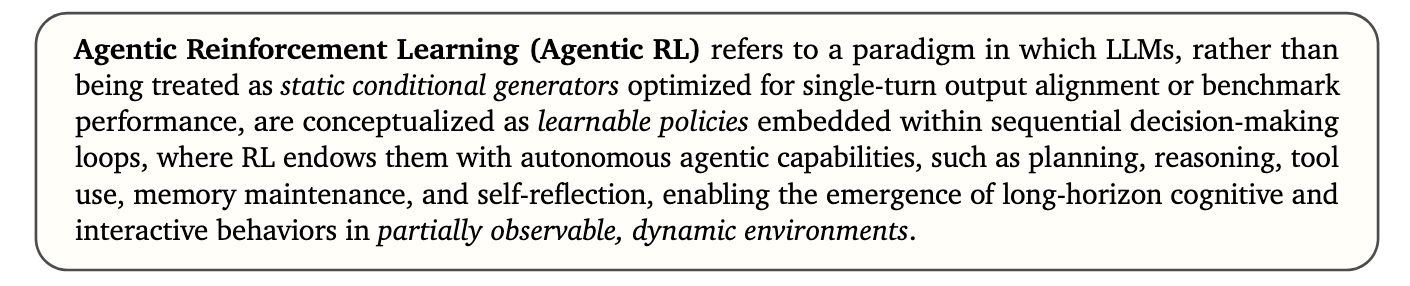 Agentic Reinforcement Learning (Agentic RL) refers to a paradigm in which LLMs, rather than
being treated as static conditional generators optimized for single-turn output alignment or benchmark
performance, are conceptualized as learnable policies embedded within sequential decision-making
loops, where RL endows them with autonomous agentic capabilities, such as planning, reasoning, tool
use, memory maintenance, and self-reflection, enabling the emergence of long-horizon cognitive and
interactive behaviors in partially observable, dynamic environments.